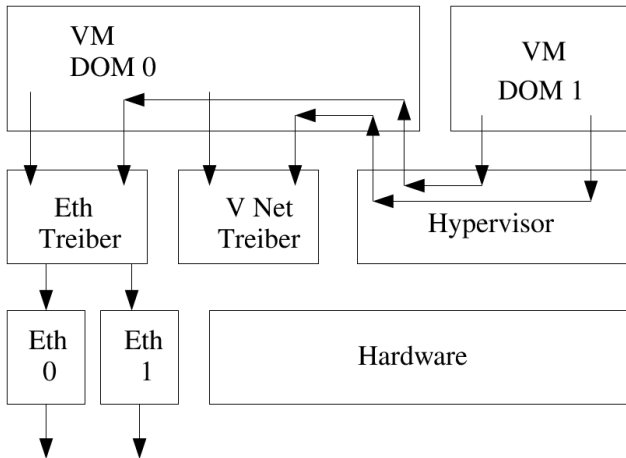 VM
DOM 0
VM
DOM 1
Eth
Treiber
V Net
Treiber
Hypervisor
Eth
0
Eth
1
Hardware